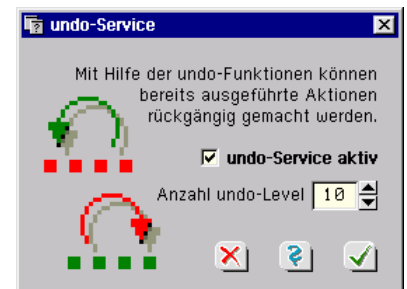 undo-Service
Mit Hilfe der undo-Funktionen können
bereits ausgeführte Aktionen
rückgängig gemacht werden.
undo-Service aktiv
Anzahl undo-Level 10